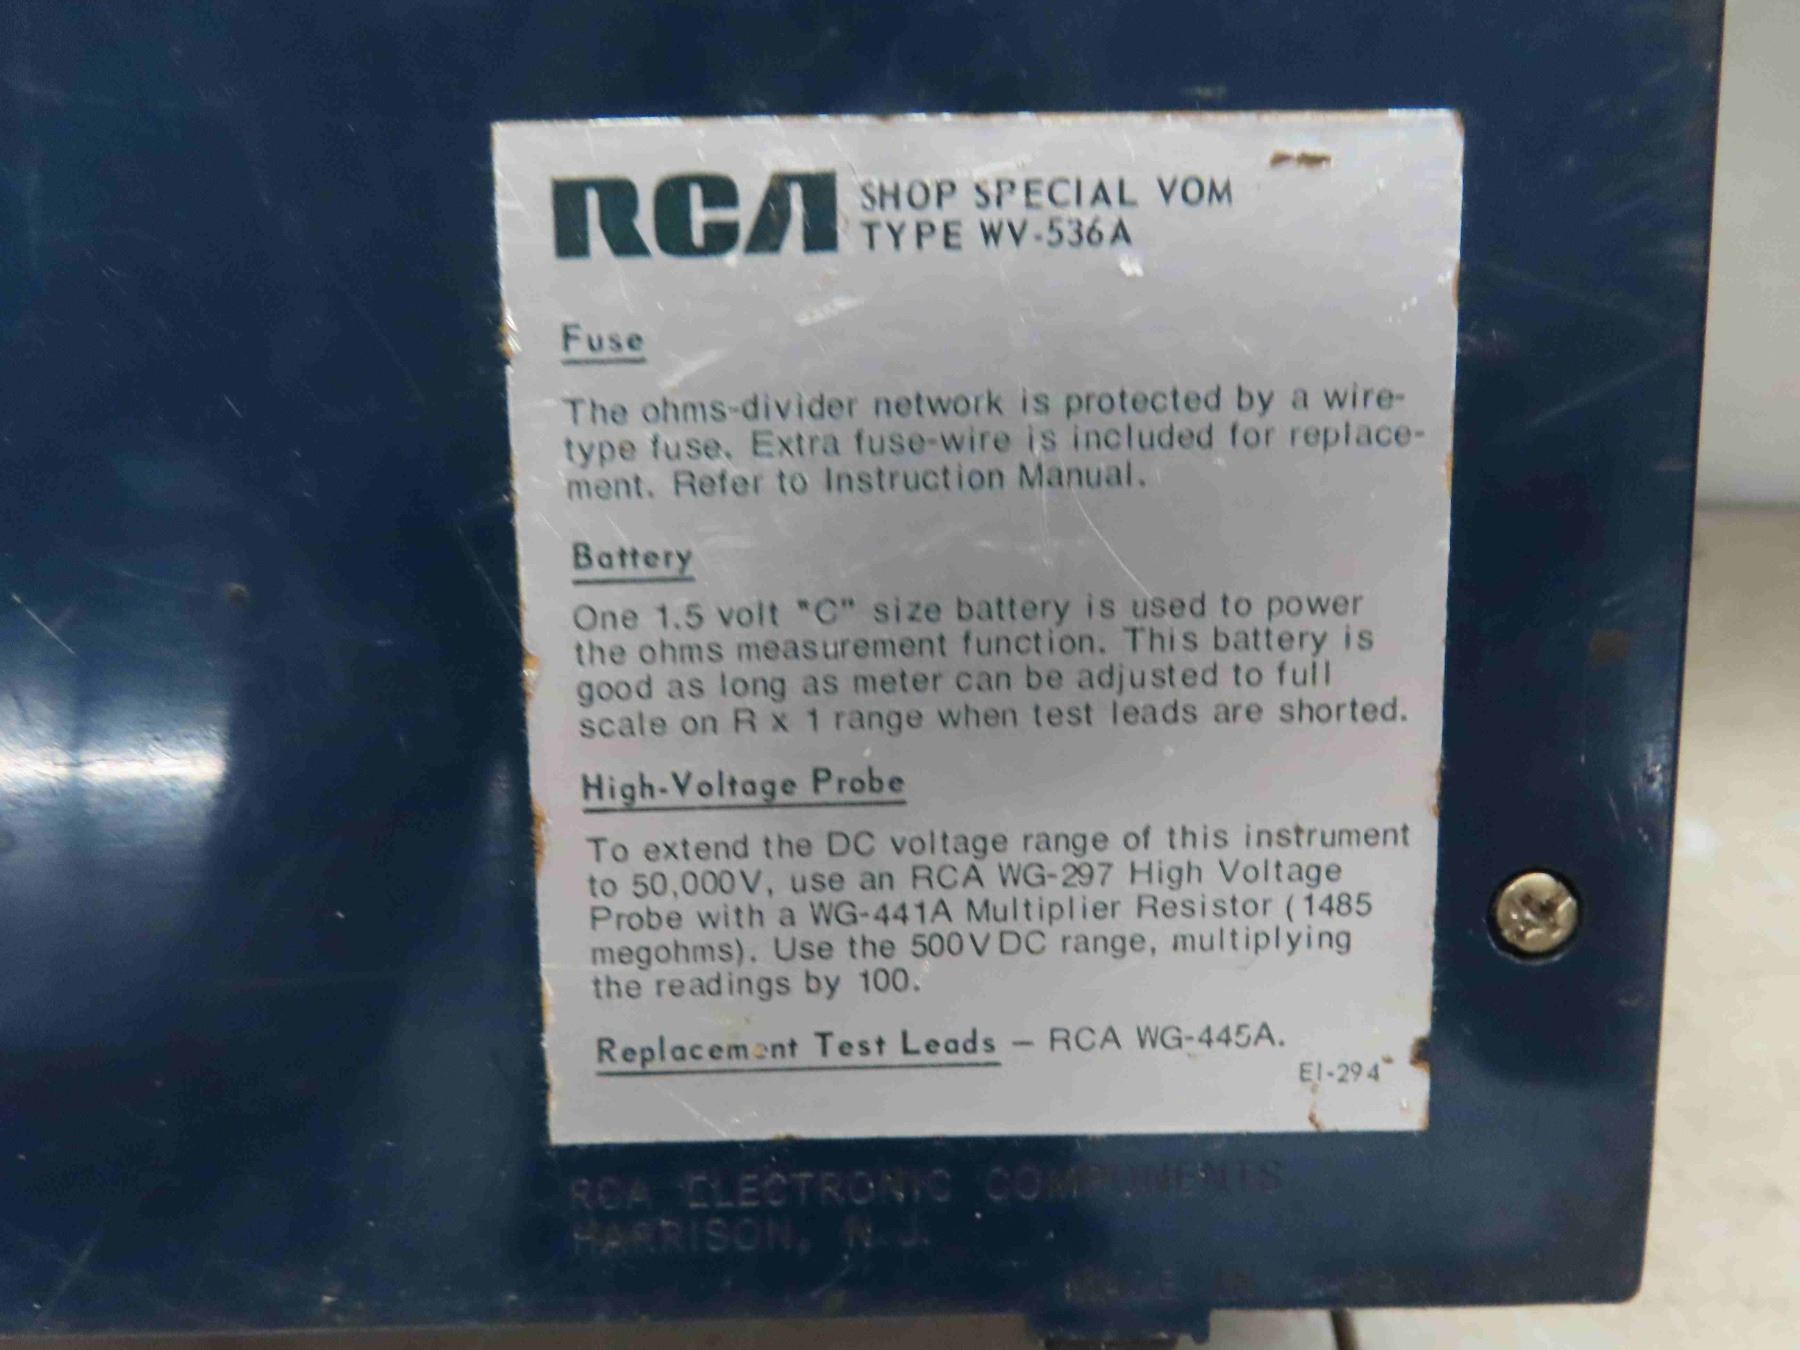 RCA SHOP SPECIAL VOM
TYPE WV-536A
Fuse
The ohms-divider network is protected by a wire-
type fuse. Extra fuse-wire is included for replace-
ment. Refer to Instruction Manual.
Battery
One 1.5 volt "C" size battery is used to power
the ohms measurement function. This battery is
good as long as meter can be adjusted to full
scale on R x 1 range when test leads are shorted.
High-Voltage Probe
To extend the DC voltage range of this instrument
to 50,000V, use an RCA WG-297 High Voltage
Probe with a WG-441A Multiplier Resistor (1485
megohms). Use the 500VDC range, multiplying
the readings by 100.
Replacement Test Leads — RCA WG-445A.
EI-294
RCA ELECTRONIC COMPONENTS
HARRISON, N.J.